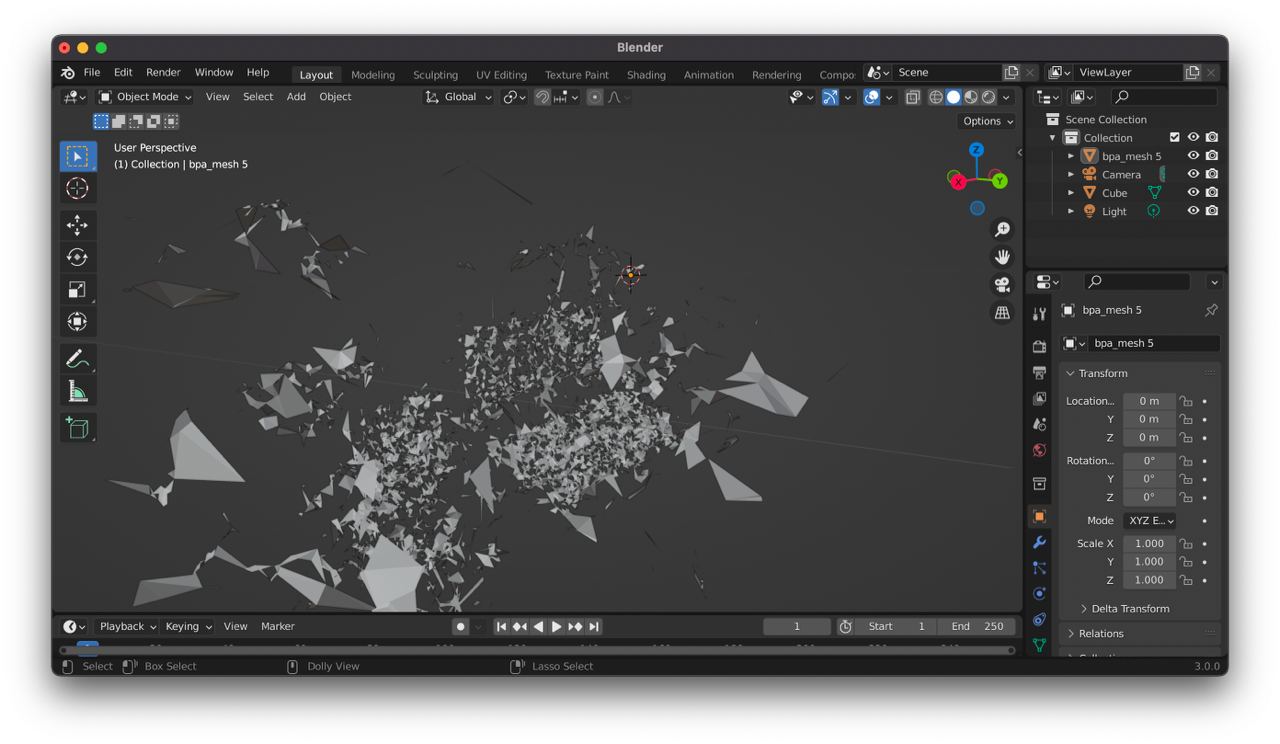 Blender
File Edit Render Window Help Layout Modeling Sculpting UV Editing Texture Paint Shading Animation Rendering Compo: Scene ViewLayer
Object Mode View Select Add Object Global
Options
User Perspective
(1) Collection | bpa_mesh 5
Z
X
Y
Scene Collection
Collection
bpa_mesh 5
Camera
Cube
Light
bpa_mesh 5
bpa_mesh 5
Transform
Location... 0 m
Y 0 m
Z 0 m
Rotation... 0°
Y 0°
Z 0°
Mode XYZ E...
Scale X 1.000
Y 1.000
Z 1.000
Delta Transform
Relations
Playback Keying View Marker 1 Start 1 End 250
Select Box Select Dolly View Lasso Select 3.0.0